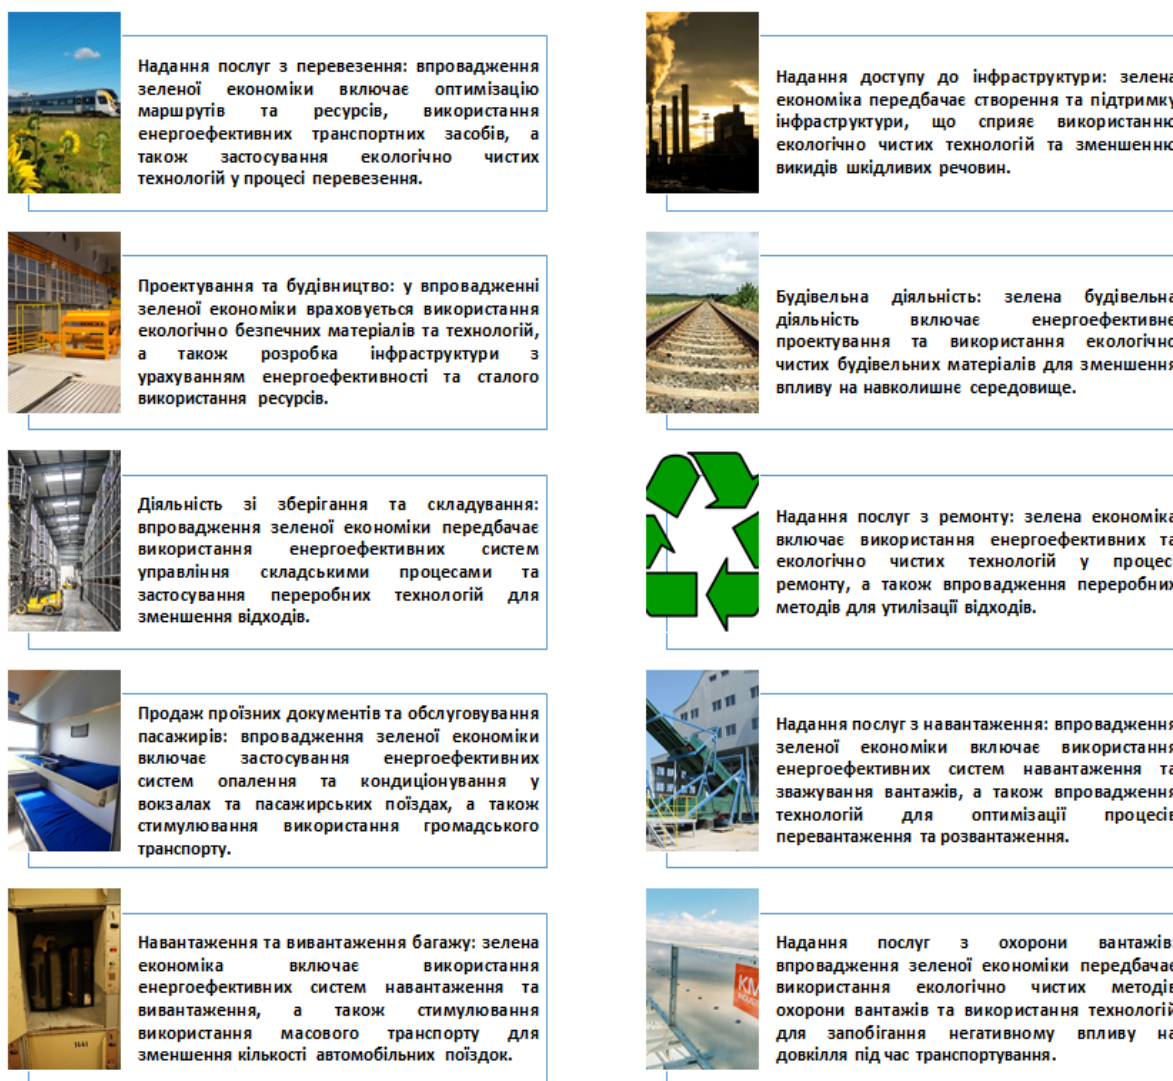 Надання послуг з перевезення: впровадження
зеленої економіки включає оптимізацію
маршрутів та ресурсів, використання
енергоефективних транспортних засобів, а
також застосування екологічно чистих
технологій у процесі перевезення.
Надання доступу до інфраструктури: зелена
економіка передбачає створення та підтримку
інфраструктури, що сприяє використанню
екологічно чистих технологій та зменшенню
викидів шкідливих речовин.
Проектування та будівництво: у впровадженні
зеленої економіки враховується використання
екологічно безпечних матеріалів та технологій,
а також розробка інфраструктури з
урахуванням енергоефективності та сталого
використання ресурсів.
Будівельна діяльність: зелена будівельна
діяльність включає енергоефективне
проектування та використання екологічно
чистих будівельних матеріалів для зменшення
впливу на навколишнє середовище.
Діяльність зі зберігання та складування:
впровадження зеленої економіки передбачає
використання енергоефективних систем
управління складськими процесами та
застосування переробних технологій для
зменшення відходів.
Надання послуг з ремонту: зелена економіка
включає використання енергоефективних та
екологічно чистих технологій у процесі
ремонту, а також впровадження переробних
методів для утилізації відходів.
Продаж проїзних документів та обслуговування
пасажирів: впровадження зеленої економіки
включає застосування енергоефективних
систем опалення та кондиціонування у
вокзалах та пасажирських поїздах, а також
стимулювання використання громадського
транспорту.
Надання послуг з навантаження: впровадження
зеленої економіки включає використання
енергоефективних систем навантаження та
зважування вантажів, а також впровадження
технологій для оптимізації процесів
перевантаження та розвантаження.
Навантаження та вивантаження багажу: зелена
економіка включає використання
енергоефективних систем навантаження та
вивантаження, а також стимулювання
використання масового транспорту для
зменшення кількості автомобільних поїздок.
Надання послуг з охорони вантажів:
впровадження зеленої економіки передбачає
використання екологічно чистих методів
охорони вантажів та використання технологій
для запобігання негативному впливу на
довкілля під час транспортування.